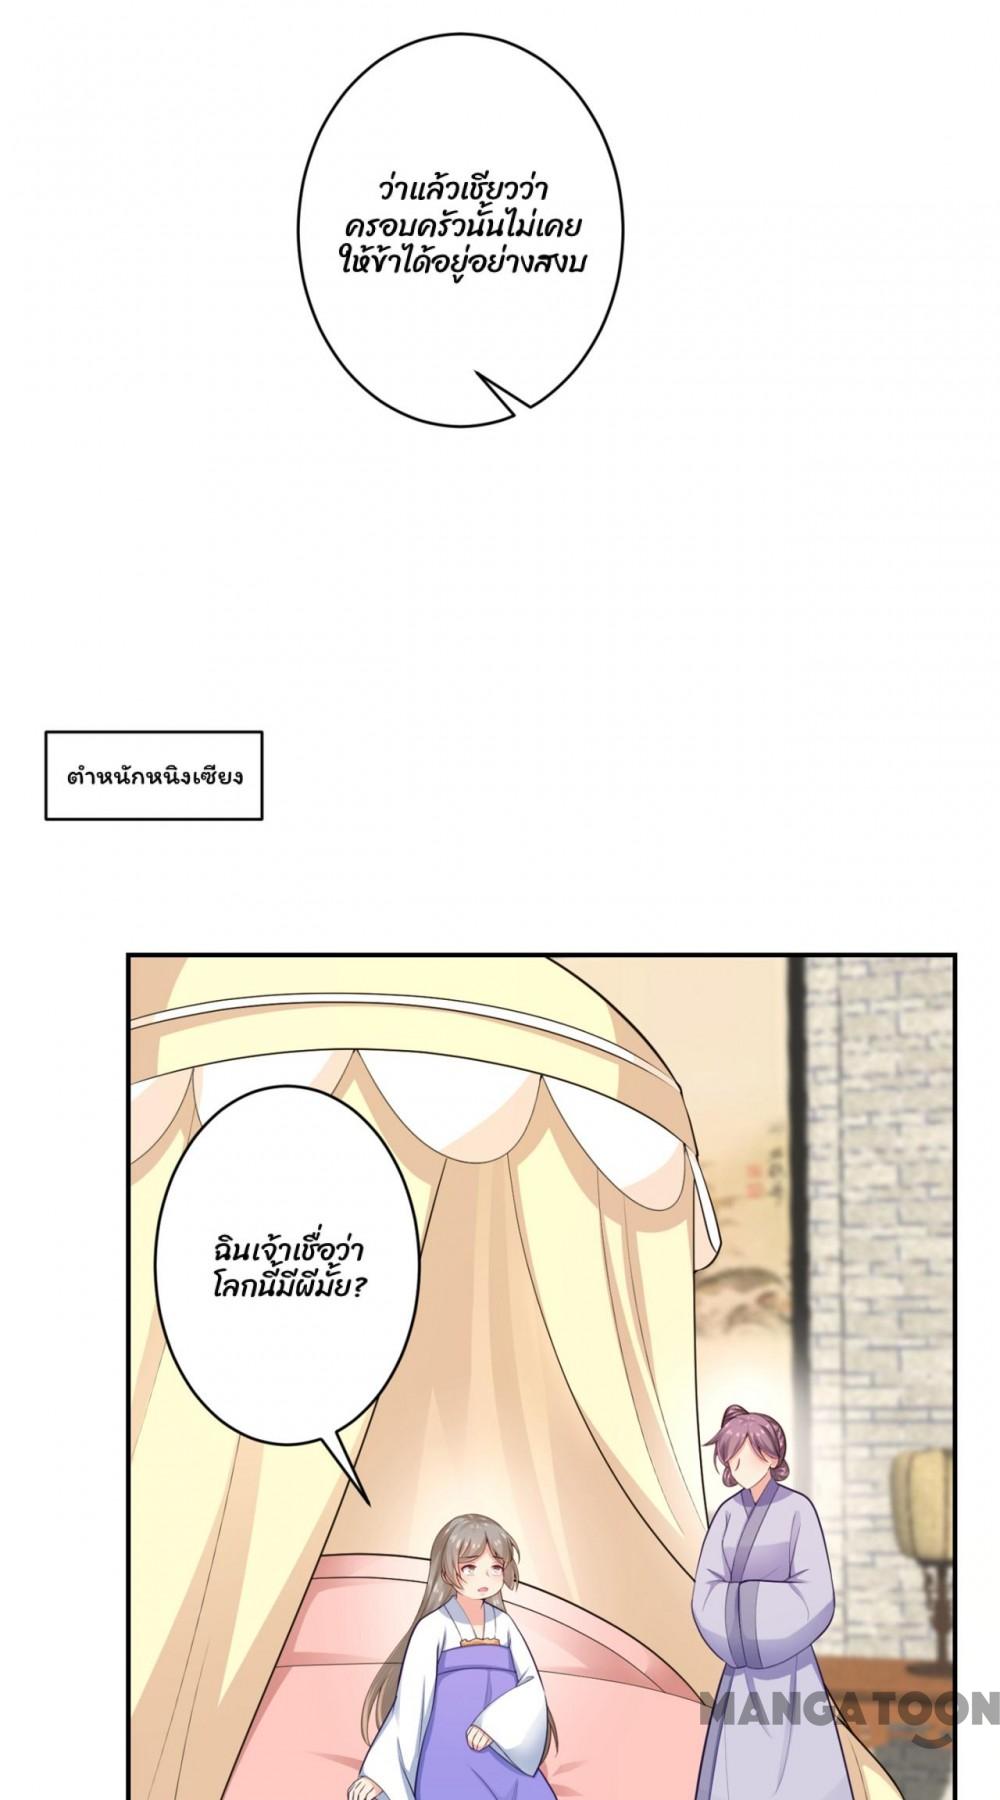 ว่าแล้วเชียวว่า
ครอบครัวนั้นไม่เคย
ให้ข้าได้อยู่อย่างสงบ
ตำหนักหนิงเซียง
ฉินเจ้าเชื่อว่า
โลกนี้มีผีมั้ย?
MANGATOON